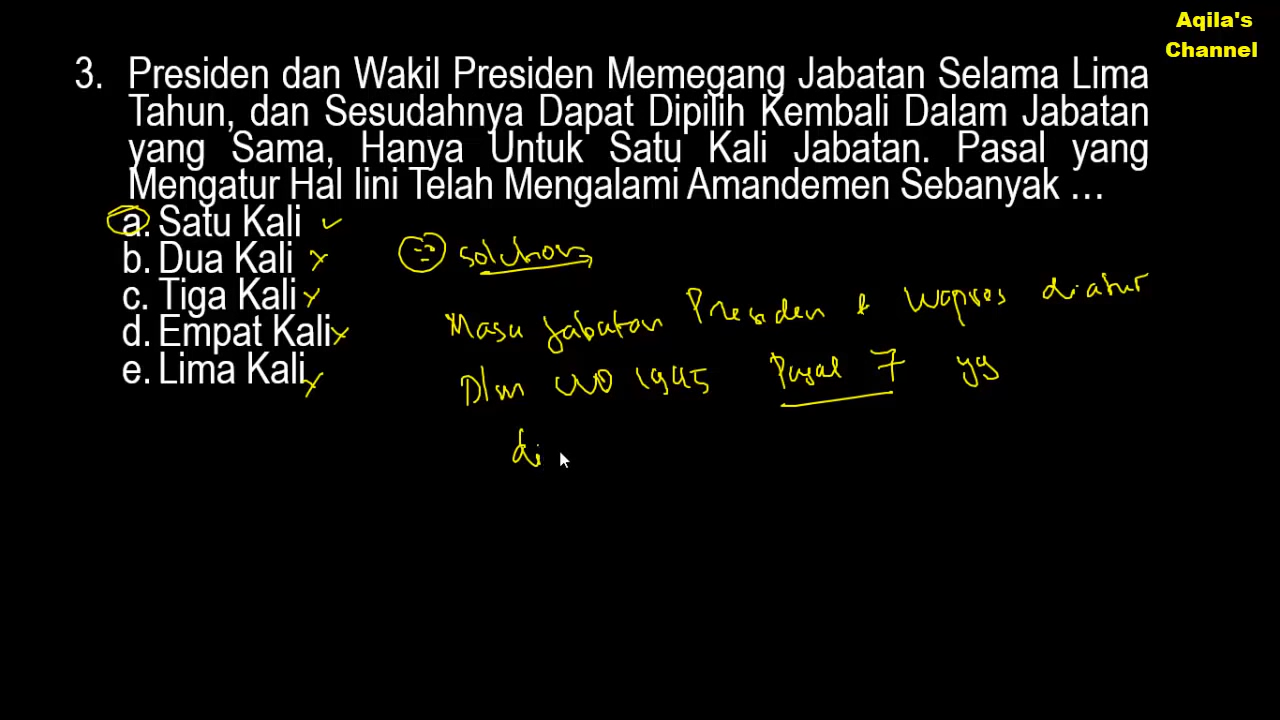 Aqila's
Channel
3. Presiden dan Wakil Presiden Memegang Jabatan Selama Lima
Tahun, dan Sesudahnya Dapat Dipilih Kembali Dalam Jabatan
yang Sama, Hanya Untuk Satu Kali Jabatan. Pasal yang
Mengatur Hal Iini Telah Mengalami Amandemen Sebanyak ...
a. Satu Kali
b. Dua Kali
c. Tiga Kali
d. Empat Kali
e. Lima Kali
solution
Masa Jabatan Presiden & Wapres diatur
Dlm UUD 1945 Pasal 7 yg
di